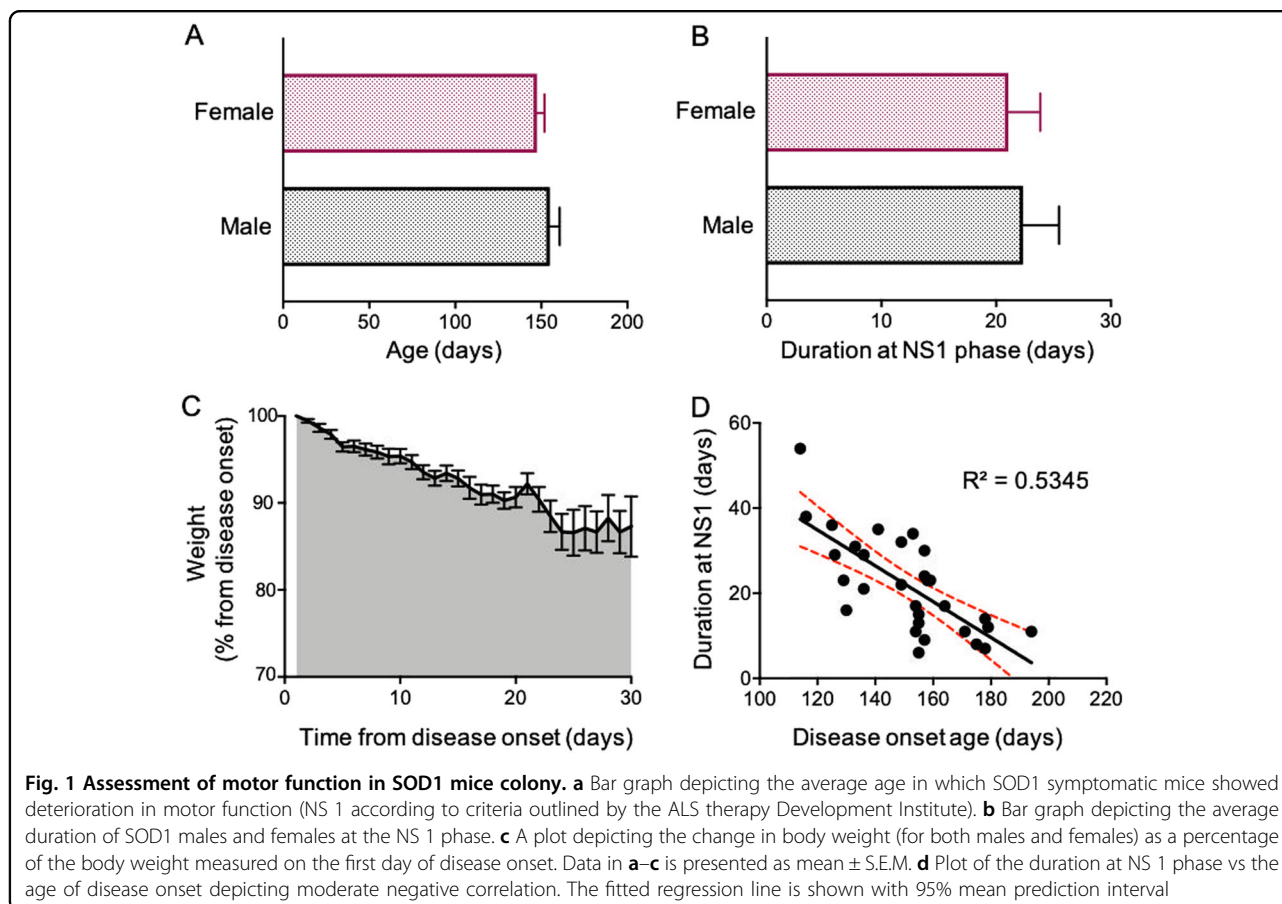 A
Female
Male
0 50 100 150 200
Age (days)
B
Female
Male
0 10 20 30
Duration at NS1 phase (days)
C
Weight
(% from disease onset)
100
90
80
70
0 10 20 30
Time from disease onset (days)
D
Duration at NS1 (days)
60
40
20
0
R² = 0.5345
100 120 140 160 180 200 220
Disease onset age (days)
Fig. 1 Assessment of motor function in SOD1 mice colony. a Bar graph depicting the average age in which SOD1 symptomatic mice showed
deterioration in motor function (NS 1 according to criteria outlined by the ALS therapy Development Institute). b Bar graph depicting the average
duration of SOD1 males and females at the NS 1 phase. c A plot depicting the change in body weight (for both males and females) as a percentage
of the body weight measured on the first day of disease onset. Data in a–c is presented as mean ± S.E.M. d Plot of the duration at NS 1 phase vs the
age of disease onset depicting moderate negative correlation. The fitted regression line is shown with 95% mean prediction interval